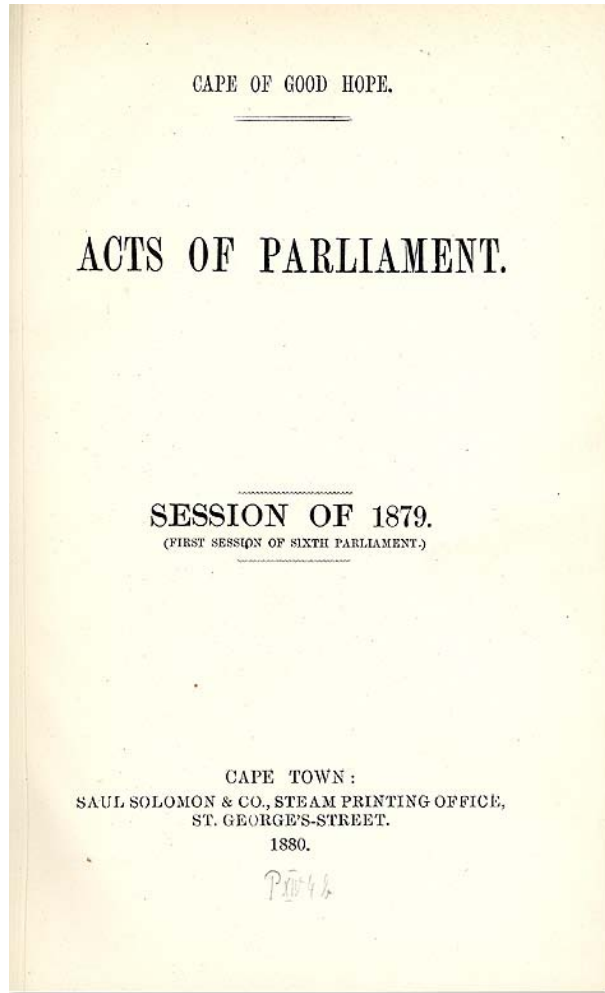 CAPE OF GOOD HOPE.
ACTS OF PARLIAMENT.
SESSION OF 1879.
(FIRST SESSION OF SIXTH PARLIAMENT.)
CAPE TOWN:
SAUL SOLOMON & CO., STEAM PRINTING OFFICE,
ST. GEORGE'S-STREET.
1880.